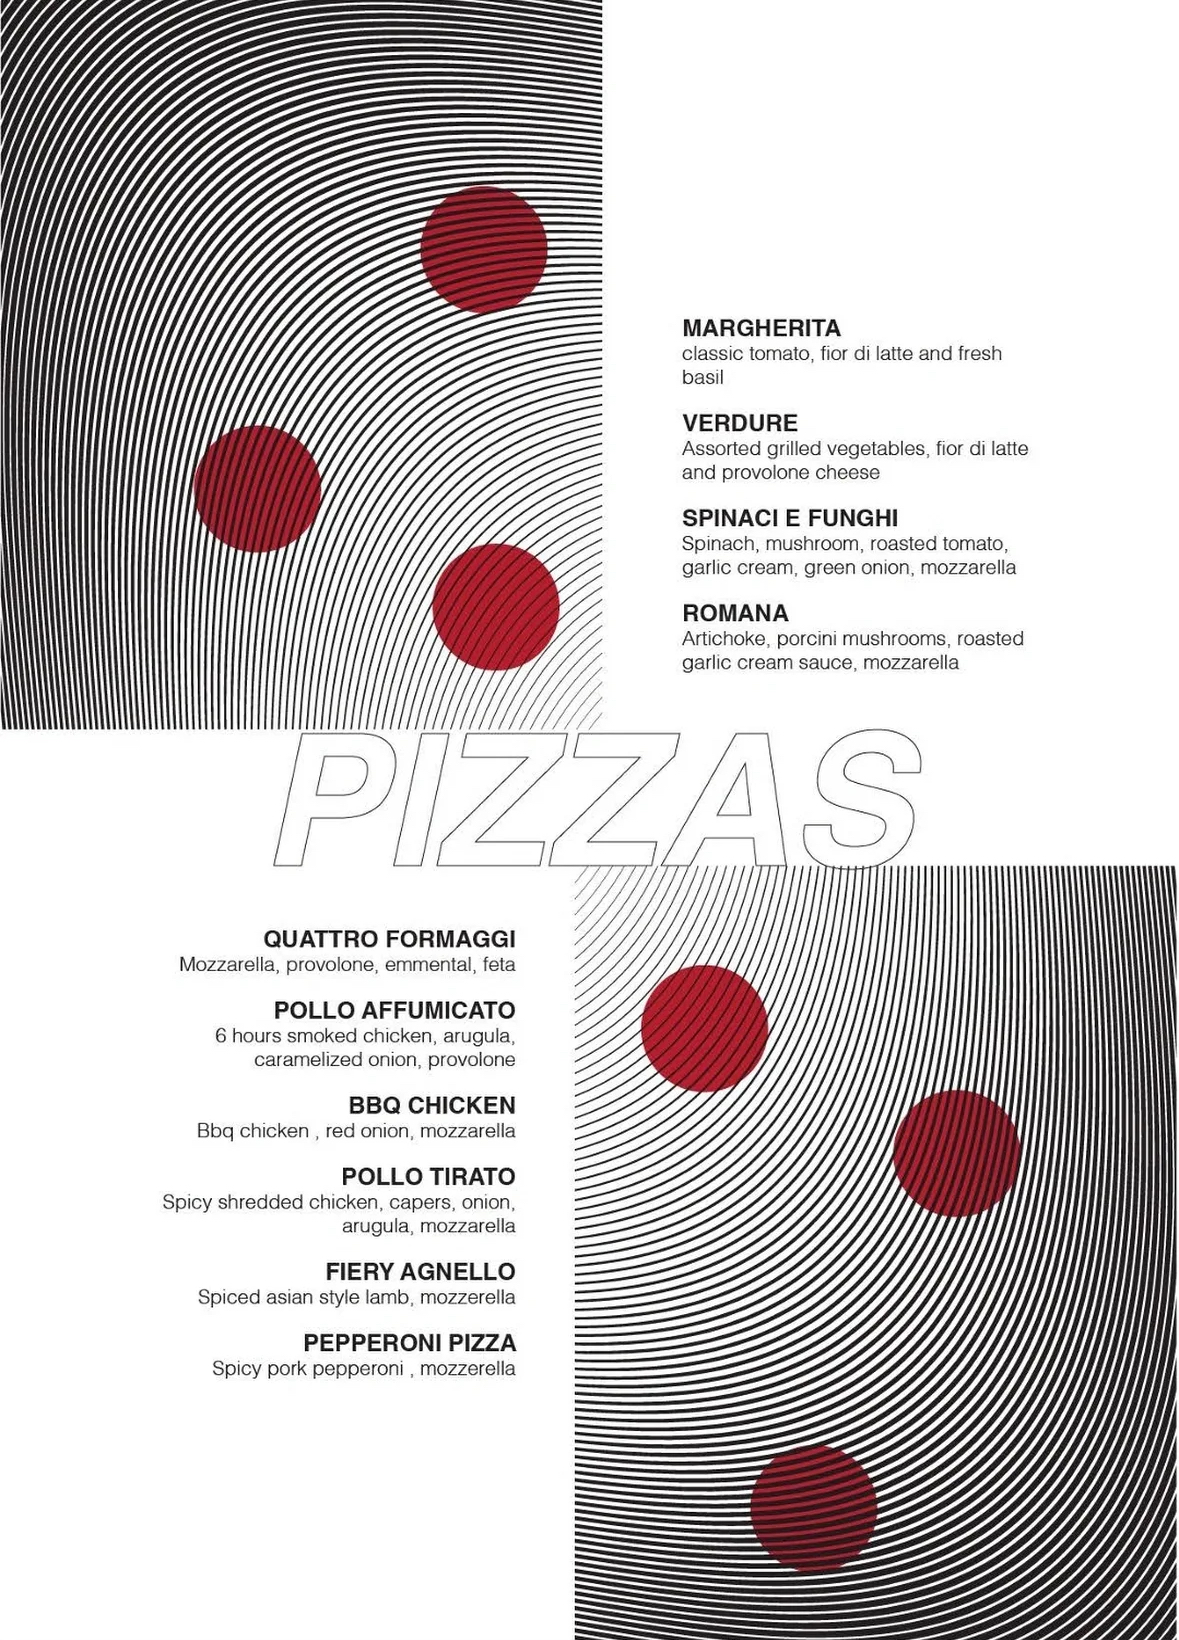 MARGHERITA
classic tomato, fior di latte and fresh
basil
VERDURE
Assorted grilled vegetables, fior di latte
and provolone cheese
SPINACI E FUNGHI
Spinach, mushroom, roasted tomato,
garlic cream, green onion, mozzarella
ROMANA
Artichoke, porcini mushrooms, roasted
garlic cream sauce, mozzarella
PIZZAS
QUATTRO FORMAGGI
Mozzarella, provolone, emmental, feta
POLLO AFFUMICATO
6 hours smoked chicken, arugula,
caramelized onion, provolone
BBQ CHICKEN
Bbq chicken , red onion, mozzarella
POLLO TIRATO
Spicy shredded chicken, capers, onion,
arugula, mozzarella
FIERY AGNELLO
Spiced asian style lamb, mozzerella
PEPPERONI PIZZA
Spicy pork pepperoni , mozzerella